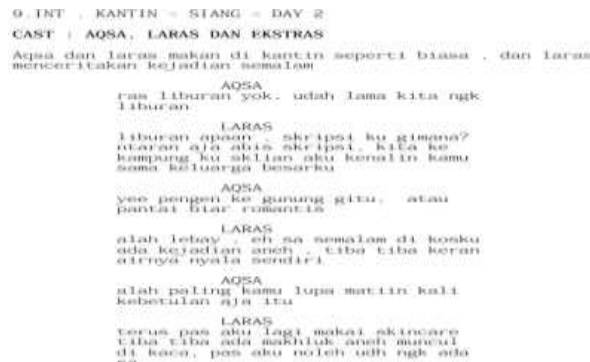 9.INT . KANTIN - SIANG - DAY 2
CAST : AQSA, LARAS DAN EKSTRAS
Aqsa dan laras makan di kantin seperti biasa , dan laras
menceritakan kejadian semalam
AQSA
ras liburan yok. udah lama kita ngk
liburan
LARAS
liburan apaan , skripsi ku gimana?
ntaran aja abis skripsi, kita ke
kampung ku sklian aku kenalin kamu
sama keluarga besarku
AQSA
yee pengen ke gunung gitu, atau
pantai biar romantis
LARAS
alah lebay , eh sa semalam di kosku
ada kejadian aneh , tiba tiba keran
airnya nyala sendiri
AQSA
alah paling kamu lupa matiin kali
kebetulan aja itu
LARAS
terus pas aku lagi makai skincare
tiba tiba ada makhluk aneh muncul
di kaca, pas aku noleh udh ngk ada